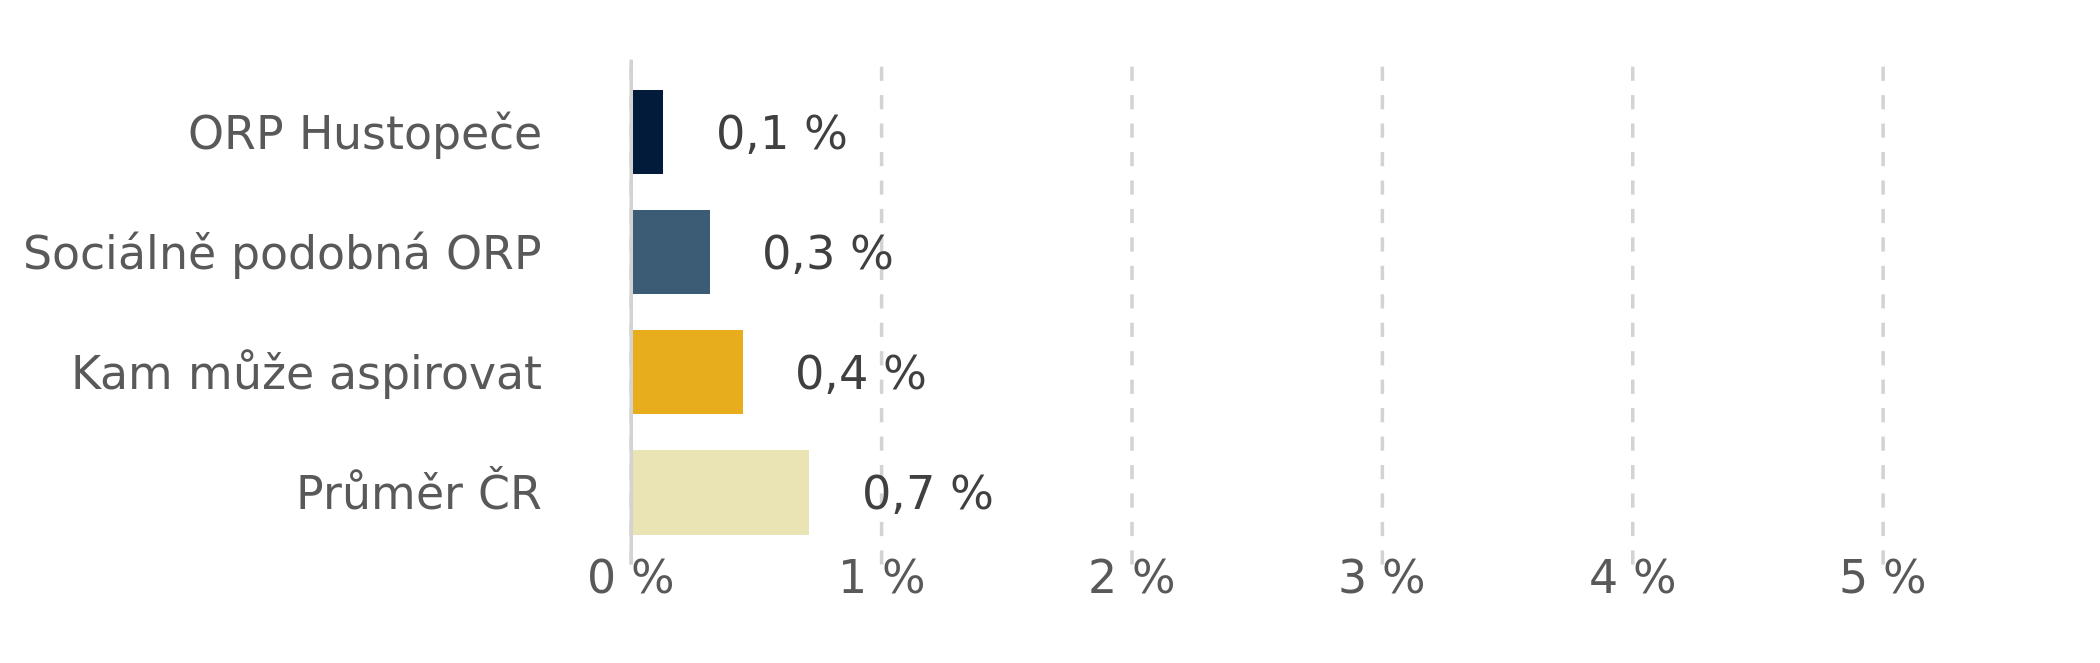 ORP Hustopeče 0,1 %
Sociálně podobná ORP 0,3 %
Kam může aspirovat 0,4 %
Průměr ČR 0,7 %
0 % 1 % 2 % 3 % 4 % 5 %